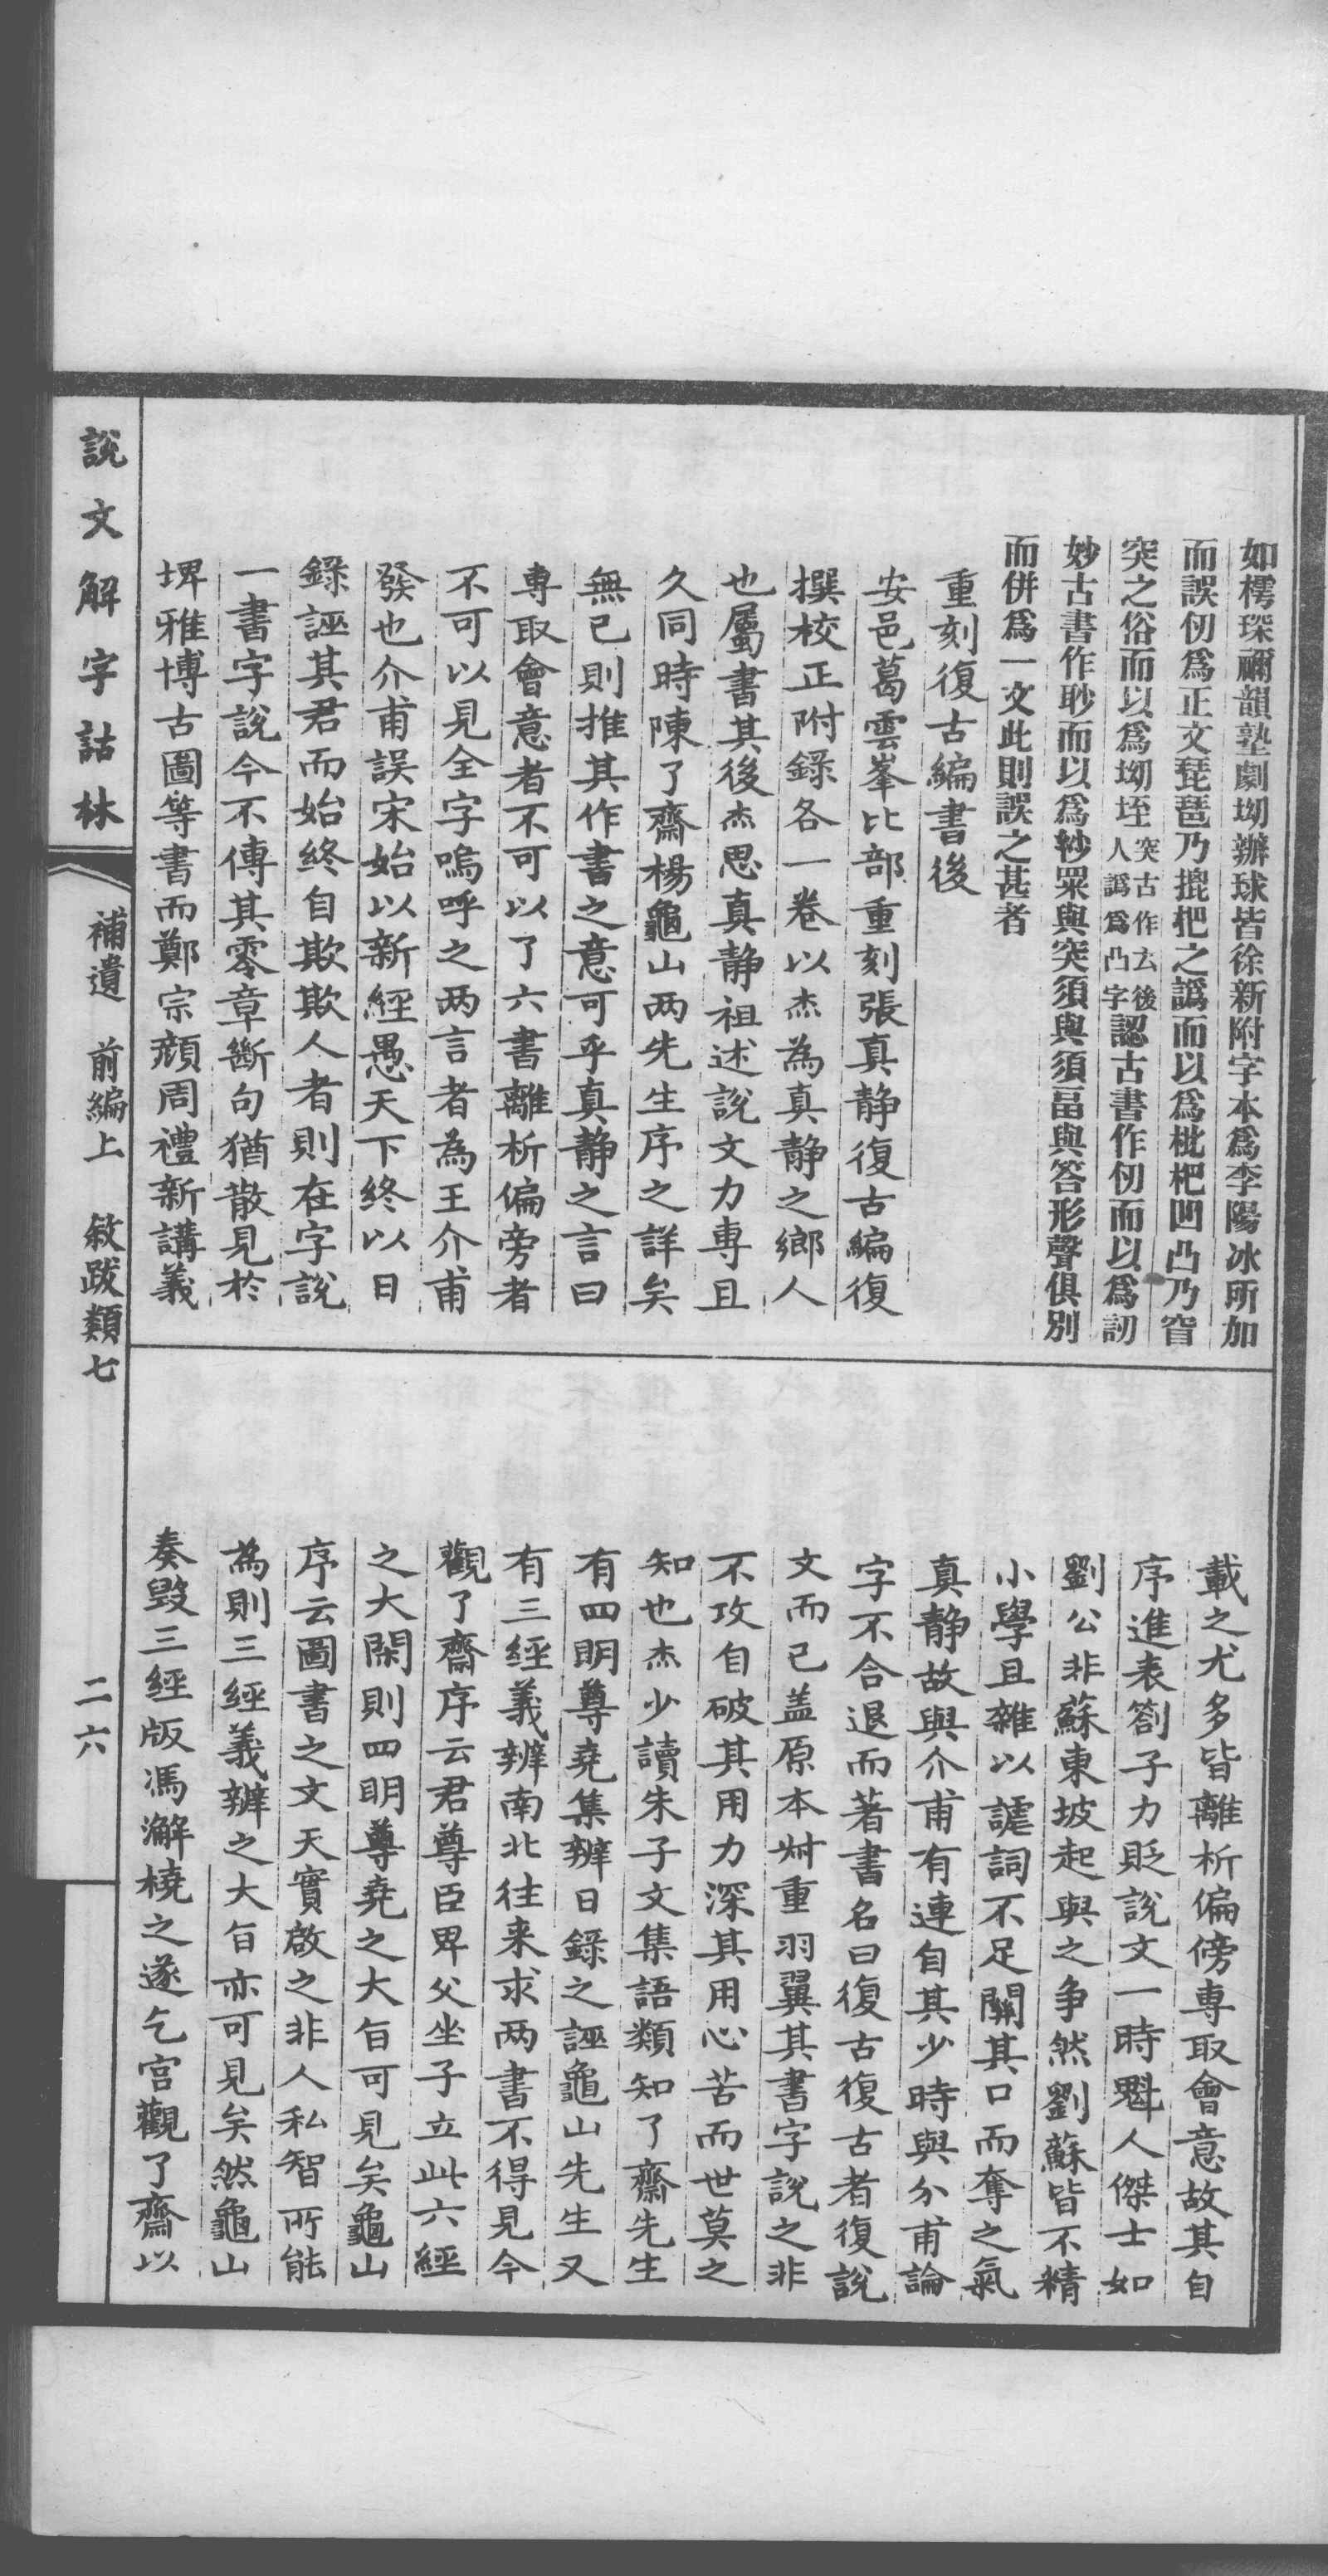 如樗琛禰韻塾劇坳辦球皆徐新附字本爲李陽冰所加
而誤仞爲正文琵琶乃搥杷之譌而以爲枇杷凹凸乃窅
突之俗而以爲坳垤突古作𠫓後人譌爲凸字認古書作仞而以爲訒
妙古書作眇而以爲紗罘與突須與須畐與答形聲俱別
而併爲一文此則誤之甚者
重刻復古編書後
安邑葛雲峯比部重刻張真静復古編復
撰校正附錄各一卷以杰為真静之鄉人
也屬書其後杰思真静祖述說文力專且
久同時陳了齋楊龜山两先生序之詳矣
無已則推其作書之意可乎真静之言曰
專取會意者不可以了六書離析偏旁者
不可以見全字嗚呼之两言者為王介甫
發也介甫誤宋始以新經愚天下終以日
錄誣其君而始終自欺欺人者則在字說
一書字說今不傳其零章斷句猶散見於
埤雅博古圖等書而鄭宗顔周禮新講義
載之尤多皆離析偏傍專取會意故其自
序進表劄子力貶說文一時魁人傑士如
劉公非蘇東坡起與之争然劉蘇皆不精
小學且雜以謔詞不足關其口而奪之氣
真静故與介甫有連自其少時與介甫論
字不合退而著書名曰復古復古者復說
文而已盖原本𠦑重羽翼其書字說之非
不攻自破其用力深其用心苦而世莫之
知也杰少讀朱子文集語類知了齋先生
有四明尊堯集辨日錄之誣龜山先生又
有三經義辨南北往来求两書不得見今
觀了齋序云君尊臣卑父坐子立此六經
之大閑則四明尊堯之大旨可見矣龜山
序云圖書之文天實啟之非人私智所能
為則三經義辨之大旨亦可見矣然龜山
奏毀三經版馮澥橈之遂乞宫觀了齋以
說文解字詁林
補遺　前編上　敘跋類七
二六